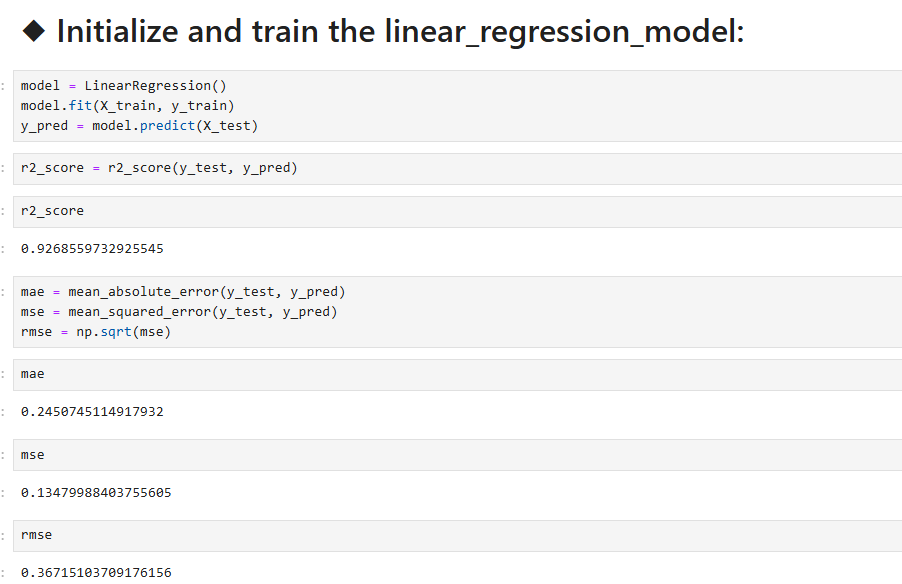 ◆ Initialize and train the linear_regression_model:
: model = LinearRegression()
model.fit(X_train, y_train)
y_pred = model.predict(X_test)
: r2_score = r2_score(y_test, y_pred)
: r2_score
: 0.9268559732925545
: mae = mean_absolute_error(y_test, y_pred)
mse = mean_squared_error(y_test, y_pred)
rmse = np.sqrt(mse)
: mae
: 0.2450745114917932
: mse
: 0.13479988403755605
: rmse
: 0.36715103709176156